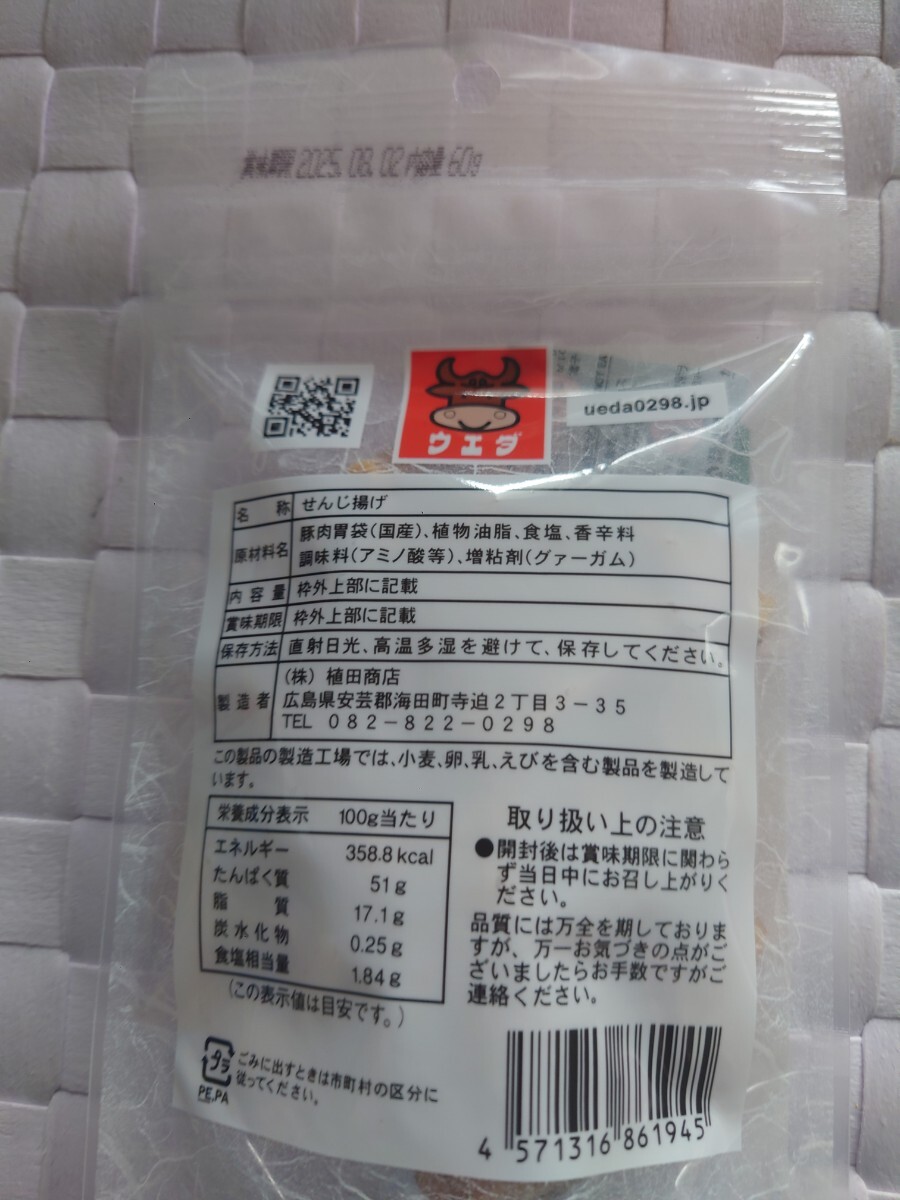 賞味期限 2025.08.02 内容量 60g
ウエダ
ueda0298.jp
名称 せんじ揚げ
原材料名 豚肉胃袋(国産)、植物油脂、食塩、香辛料
調味料(アミノ酸等)、増粘剤(グァーガム)
内容量 枠外上部に記載
賞味期限 枠外上部に記載
保存方法 直射日光、高温多湿を避けて、保存してください。
製造者 (株) 植田商店
広島県安芸郡海田町寺迫2丁目3-35
TEL 082-822-0298
この製品の製造工場では、小麦、卵、乳、えびを含む製品を製造して
います。
栄養成分表示 100g当たり
エネルギー 358.8kcal
たんぱく質 51g
脂質 17.1g
炭水化物 0.25g
食塩相当量 1.84g
(この表示値は目安です。)
取り扱い上の注意
●開封後は賞味期限に関わら
ず当日中にお召し上がりく
ださい。
品質には万全を期しておりま
すが、万一お気づきの点がご
ざいましたらお手数ですがご
連絡ください。
プラ
PE,PA
ごみに出すときは市町村の区分に
従ってください。
4 571316 861945